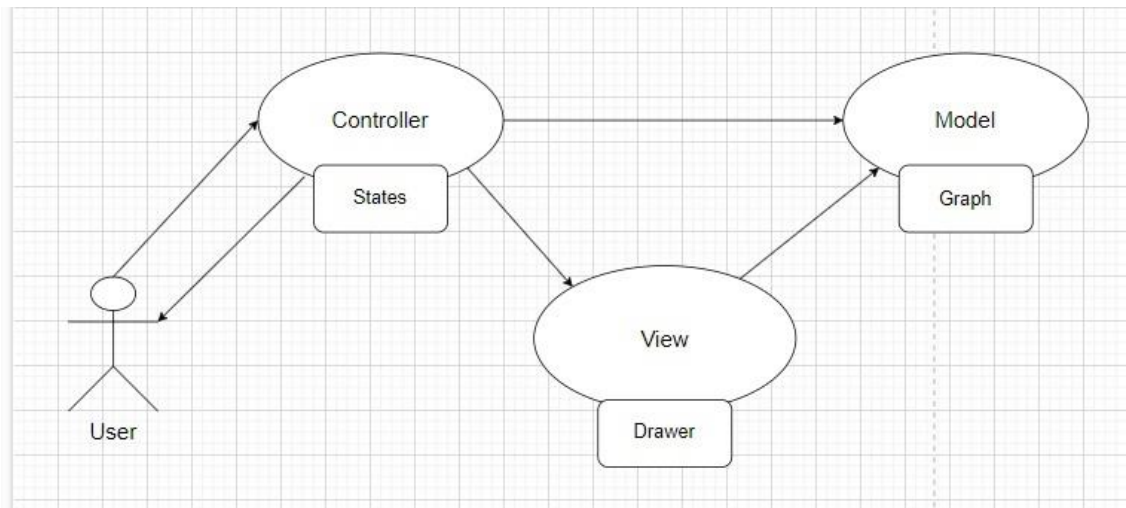 Controller
Model
States
Graph
View
User
Drawer